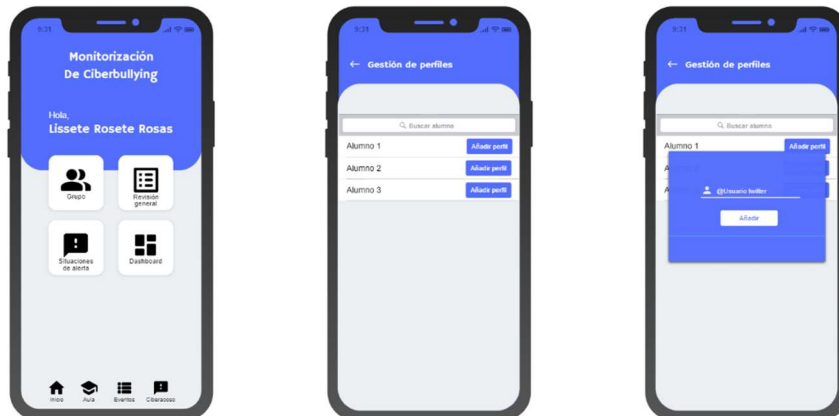 9:31
Monitorización
De Ciberbullying
Hola,
Lissete Rosete Rosas
Grupo
Revisión
general
Situaciones
de alerta
Dashboard
Inicio
Aula
Eventos
Ciberacoso
9:31
← Gestión de perfiles
Buscar alumno
Alumno 1 Añadir perfil
Alumno 2 Añadir perfil
Alumno 3 Añadir perfil
9:31
← Gestión de perfiles
Buscar alumno
Alumno 1 Añadir perfil
@Usuario twitter
Añadir